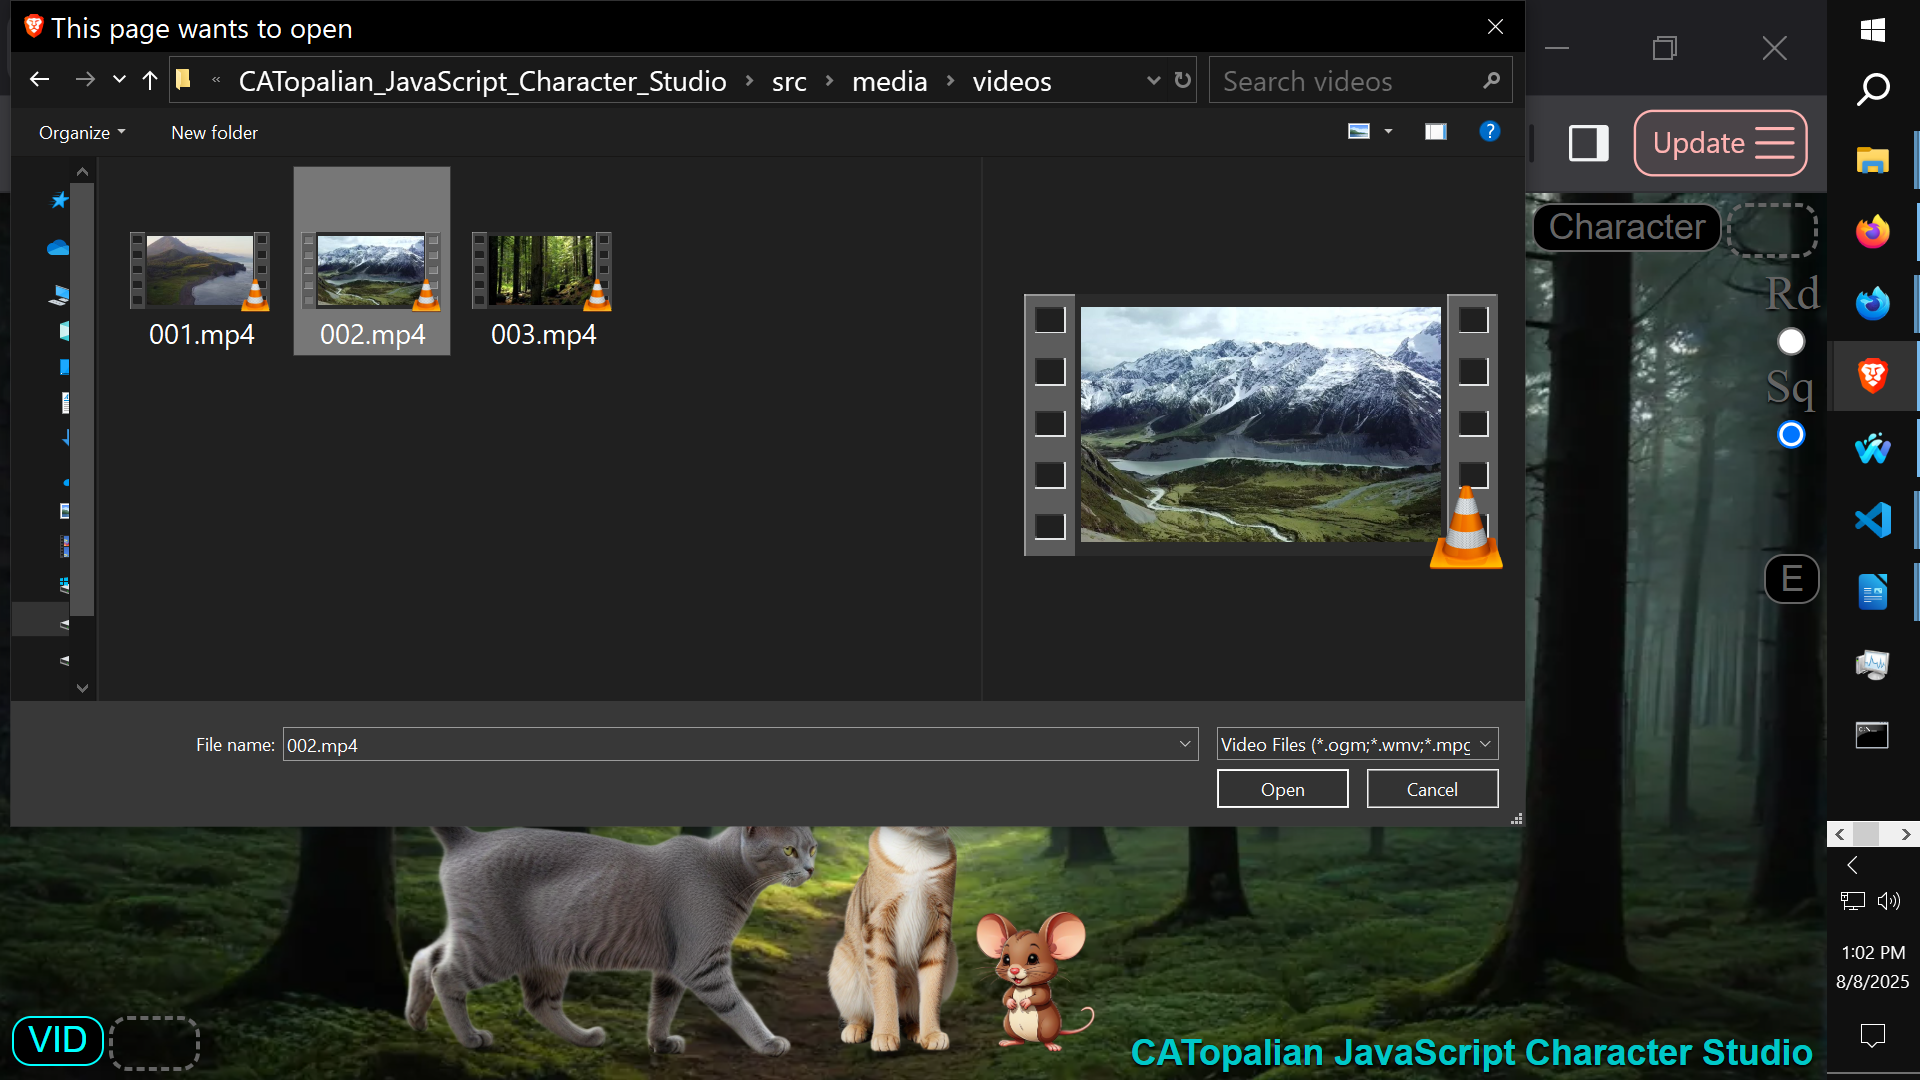 This page wants to open
« CATopalian_JavaScript_Character_Studio › src › media › videos
Search videos
Organize
New folder
?
Update
001.mp4
002.mp4
003.mp4
Character
Rd
Sq
E
File name:
002.mp4
Video Files (*.ogm;*.wmv;*.mpg
Open
Cancel
1:02 PM
8/8/2025
VID
CATopalian JavaScript Character Studio